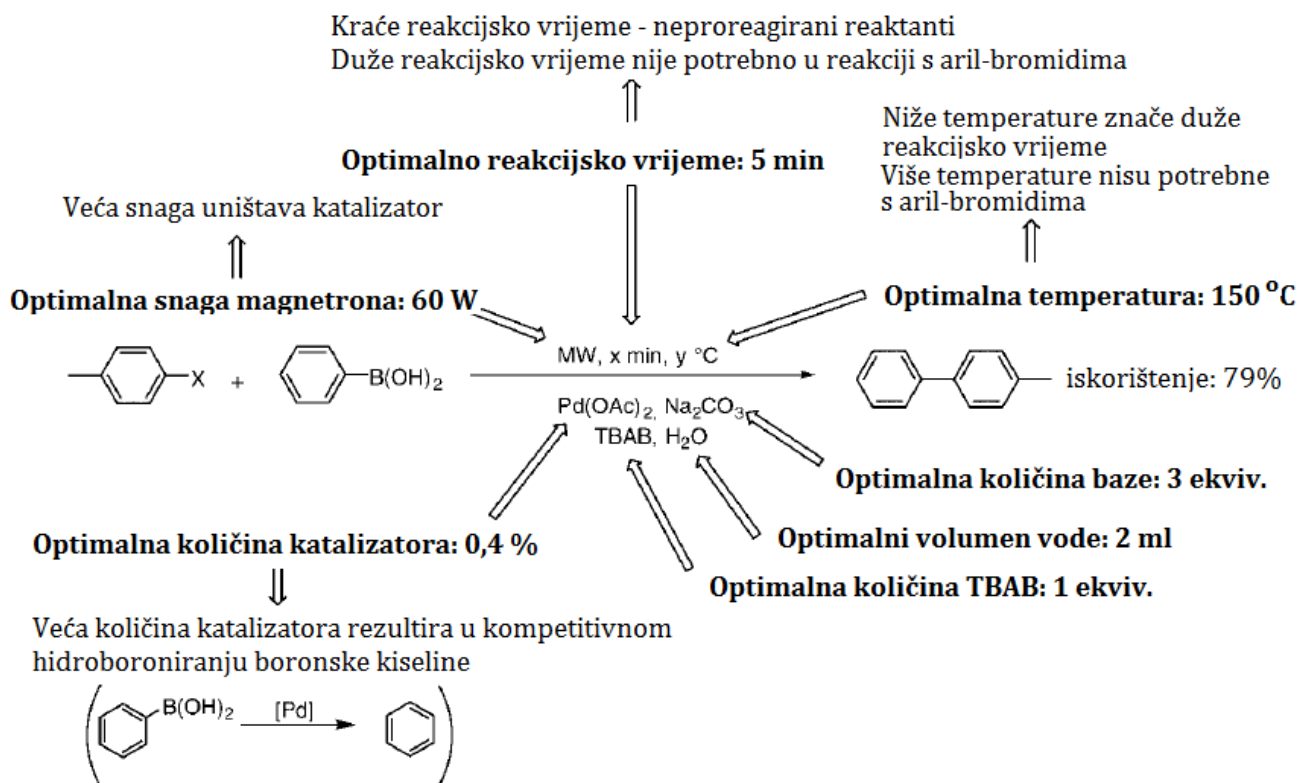 Kraće reakcijsko vrijeme - neproreagirani reaktanti
Duže reakcijsko vrijeme nije potrebno u reakciji s aril-bromidima
Niže temperature znače duže
reakcijsko vrijeme
Više temperature nisu potrebne
s aril-bromidima
Optimalno reakcijsko vrijeme: 5 min
Veća snaga uništava katalizator
Optimalna snaga magnetrona: 60 W
Optimalna temperatura: 150 °C
MW, x min, y °C
X + B(OH)₂
iskorištenje: 79%
Pd(OAc)₂, Na₂CO₃
TBAB, H₂O
Optimalna količina baze: 3 ekviv.
Optimalna količina katalizatora: 0,4 %
Optimalni volumen vode: 2 ml
Optimalna količina TBAB: 1 ekviv.
Veća količina katalizatora rezultira u kompetitivnom
hidroboroniranju boronske kiseline
B(OH)₂ [Pd]